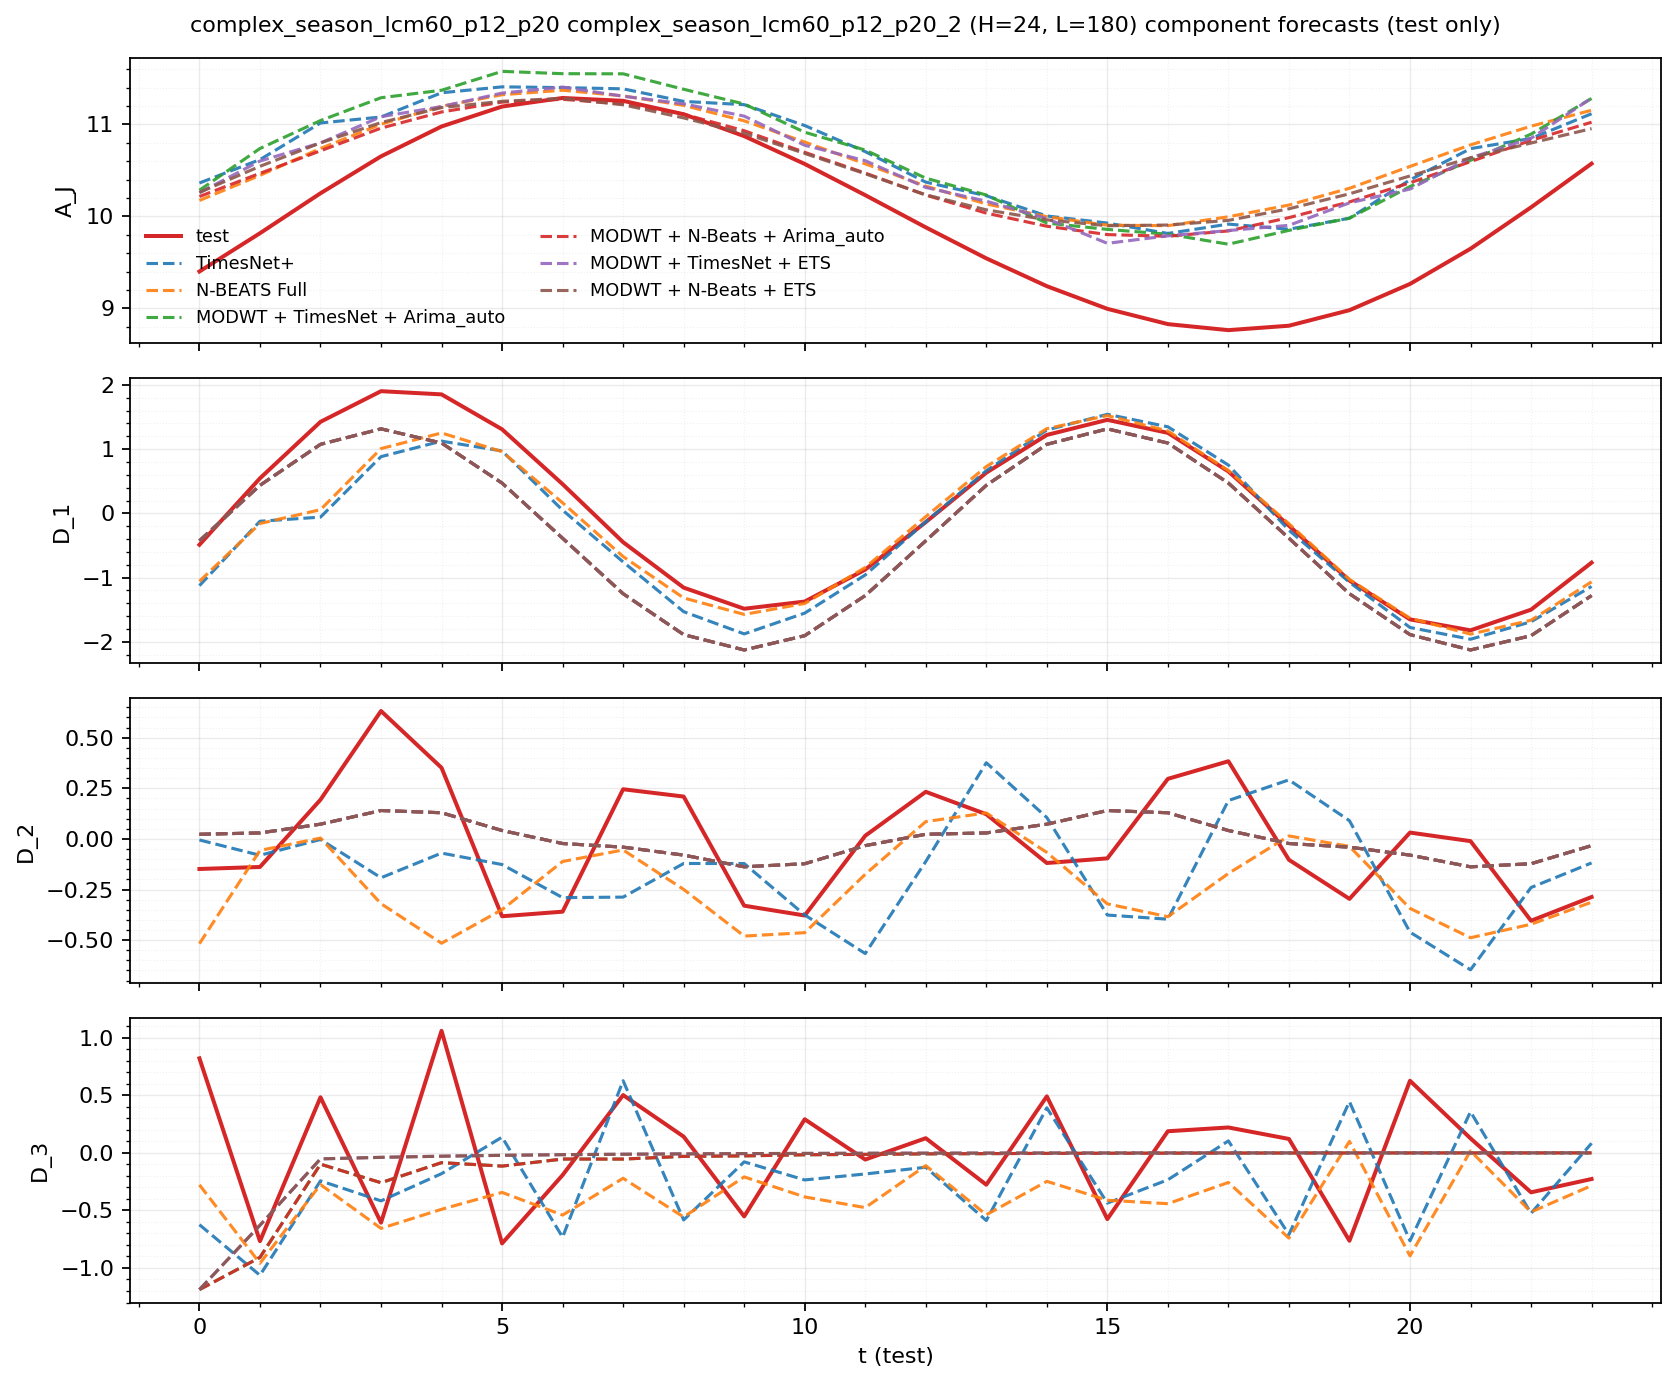 complex_season_lcm60_p12_p20 complex_season_lcm60_p12_p20_2 (H=24, L=180) component forecasts (test only)
11
10
9
A_J
test
TimesNet+
N-BEATS Full
MODWT + TimesNet + Arima_auto
MODWT + N-Beats + Arima_auto
MODWT + TimesNet + ETS
MODWT + N-Beats + ETS
2
1
0
−1
−2
D_1
0.50
0.25
0.00
−0.25
−0.50
D_2
1.0
0.5
0.0
−0.5
−1.0
D_3
0 5 10 15 20
t (test)